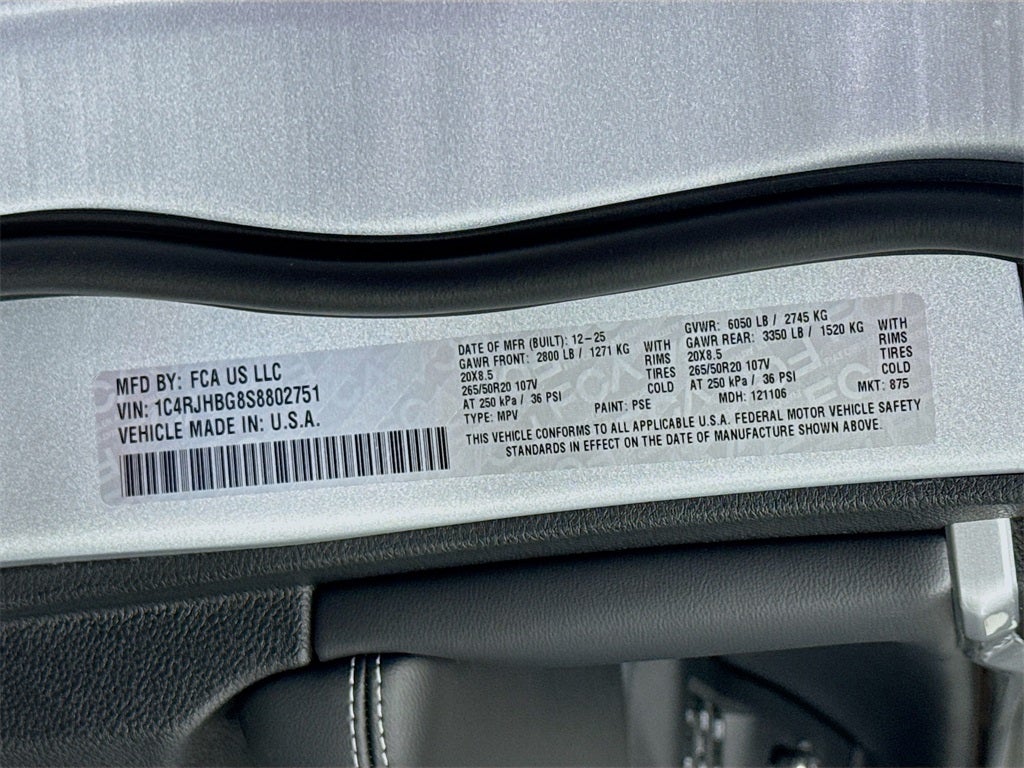 MFD BY: FCA US LLC
VIN: 1C4RJHBG8S8802751
VEHICLE MADE IN: U.S.A.
DATE OF MFR (BUILT): 12-25
GAWR FRONT: 2800 LB / 1271 KG WITH
20X8.5 RIMS
265/50R20 107V TIRES
AT 250 kPa / 36 PSI COLD
TYPE: MPV PAINT: PSE
GVWR: 6050 LB / 2745 KG
GAWR REAR: 3350 LB / 1520 KG WITH
20X8.5 RIMS
265/50R20 107V TIRES
AT 250 kPa / 36 PSI COLD
MDH: 121106 MKT: 875
THIS VEHICLE CONFORMS TO ALL APPLICABLE U.S.A. FEDERAL MOTOR VEHICLE SAFETY
STANDARDS IN EFFECT ON THE DATE OF MANUFACTURE SHOWN ABOVE.